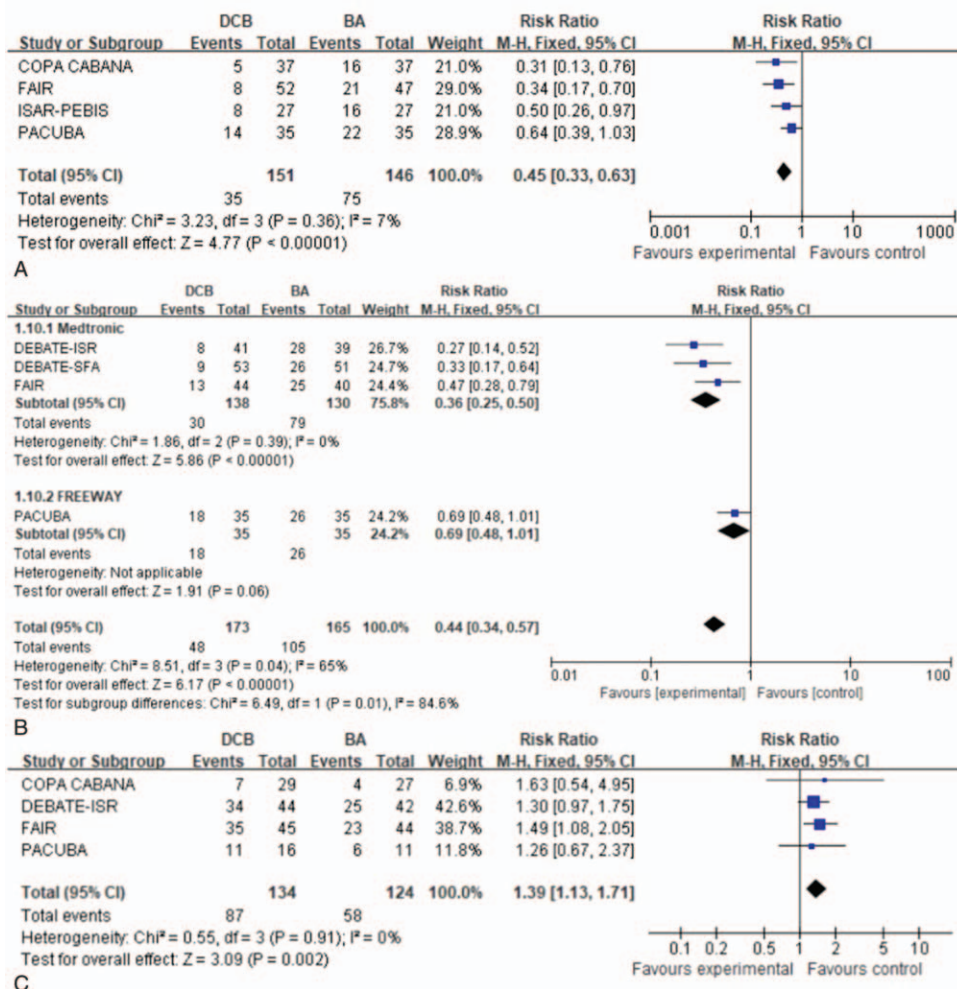 DCB BA Risk Ratio Risk Ratio
Study or Subgroup Events Total Events Total Weight M-H, Fixed, 95% CI M-H, Fixed, 95% CI
COPA CABANA 5 37 16 37 21.0% 0.31 [0.13, 0.76]
FAIR 8 52 21 47 29.0% 0.34 [0.17, 0.70]
ISAR-PEBIS 8 27 16 27 21.0% 0.50 [0.26, 0.97]
PACUBA 14 35 22 35 28.9% 0.64 [0.39, 1.03]
Total (95% CI) 151 146 100.0% 0.45 [0.33, 0.63]
Total events 35 75
Heterogeneity: Chi² = 3.23, df = 3 (P = 0.36); I² = 7%
Test for overall effect: Z = 4.77 (P < 0.00001)
0.001 0.1 1 10 1000
Favours experimental Favours control
A
DCB BA Risk Ratio Risk Ratio
Study or Subgroup Events Total Events Total Weight M-H, Fixed, 95% CI M-H, Fixed, 95% CI
1.10.1 Medtronic
DEBATE-ISR 8 41 28 39 26.7% 0.27 [0.14, 0.52]
DEBATE-SFA 9 53 26 51 24.7% 0.33 [0.17, 0.64]
FAIR 13 44 25 40 24.4% 0.47 [0.28, 0.79]
Subtotal (95% CI) 138 130 75.8% 0.36 [0.25, 0.50]
Total events 30 79
Heterogeneity: Chi² = 1.86, df = 2 (P = 0.39); I² = 0%
Test for overall effect: Z = 5.86 (P < 0.00001)
1.10.2 FREEWAY
PACUBA 18 35 26 35 24.2% 0.69 [0.48, 1.01]
Subtotal (95% CI) 35 35 24.2% 0.69 [0.48, 1.01]
Total events 18 26
Heterogeneity: Not applicable
Test for overall effect: Z = 1.91 (P = 0.06)
Total (95% CI) 173 165 100.0% 0.44 [0.34, 0.57]
Total events 48 105
Heterogeneity: Chi² = 8.51, df = 3 (P = 0.04); I² = 65%
Test for overall effect: Z = 6.17 (P < 0.00001)
Test for subgroup differences: Chi² = 6.49, df = 1 (P = 0.01), I² = 84.6%
0.01 0.1 1 10 100
Favours [experimental] Favours [control]
B
DCB BA Risk Ratio Risk Ratio
Study or Subgroup Events Total Events Total Weight M-H, Fixed, 95% CI M-H, Fixed, 95% CI
COPA CABANA 7 29 4 27 6.9% 1.63 [0.54, 4.95]
DEBATE-ISR 34 44 25 42 42.6% 1.30 [0.97, 1.75]
FAIR 35 45 23 44 38.7% 1.49 [1.08, 2.05]
PACUBA 11 16 6 11 11.8% 1.26 [0.67, 2.37]
Total (95% CI) 134 124 100.0% 1.39 [1.13, 1.71]
Total events 87 58
Heterogeneity: Chi² = 0.55, df = 3 (P = 0.91); I² = 0%
Test for overall effect: Z = 3.09 (P = 0.002)
0.1 0.2 0.5 1 2 5 10
Favours experimental Favours control
C